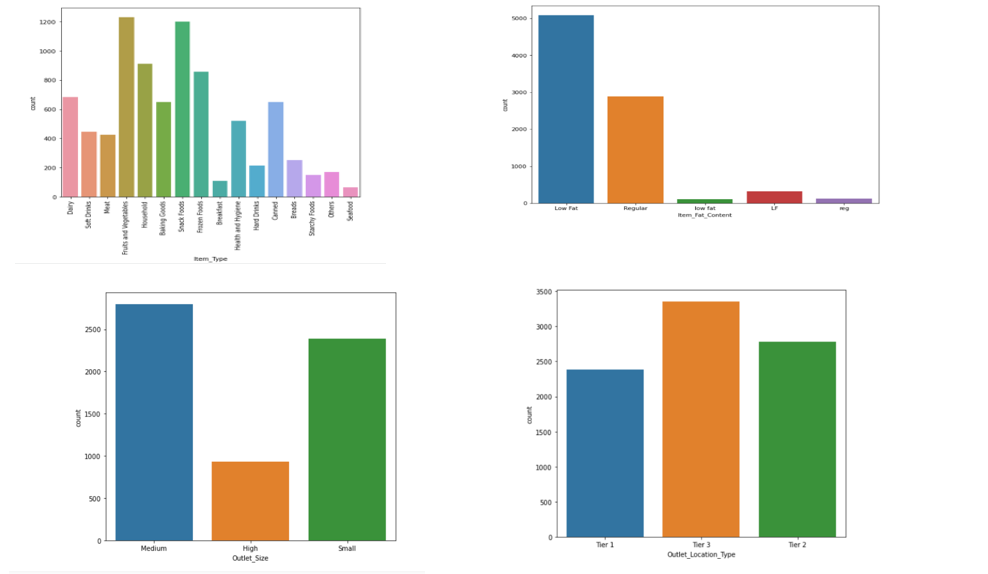 1200
1000
800
600
400
200
0
count
Dairy
Soft Drinks
Meat
Fruits and Vegetables
Household
Baking Goods
Snack Foods
Frozen Foods
Breakfast
Health and Hygiene
Hard Drinks
Canned
Breads
Starchy Foods
Others
Seafood
Item_Type
5000
4000
3000
2000
1000
0
count
Low Fat Regular low fat LF reg
Item_Fat_Content
2500
2000
1500
1000
500
0
count
Medium High Small
Outlet_Size
3500
3000
2500
2000
1500
1000
500
0
count
Tier 1 Tier 3 Tier 2
Outlet_Location_Type